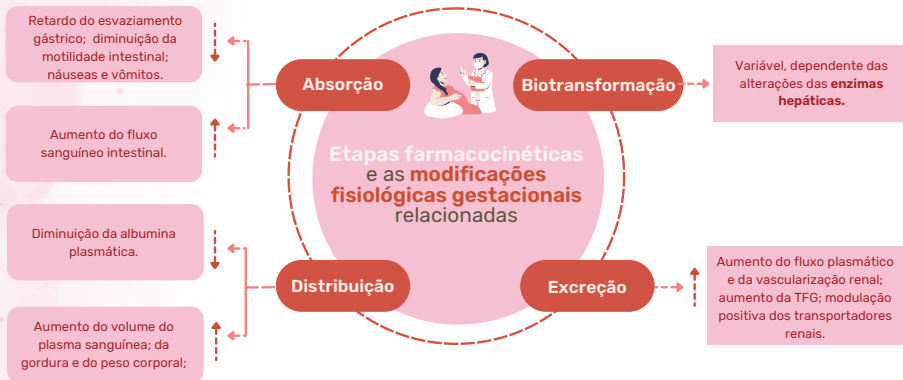 Retardo do esvaziamento
gástrico; diminuição da
motilidade intestinal;
náuseas e vômitos.
Aumento do fluxo
sanguíneo intestinal.
Absorção
Biotransformação
Variável, dependente das
alterações das enzimas
hepáticas.
Etapas farmacocinéticas
e as modificações
fisiológicas gestacionais
relacionadas
Diminuição da albumina
plasmática.
Aumento do volume do
plasma sanguínea; da
gordura e do peso corporal;
Distribuição
Excreção
Aumento do fluxo plasmático
e da vascularização renal;
aumento da TFG; modulação
positiva dos transportadores
renais.